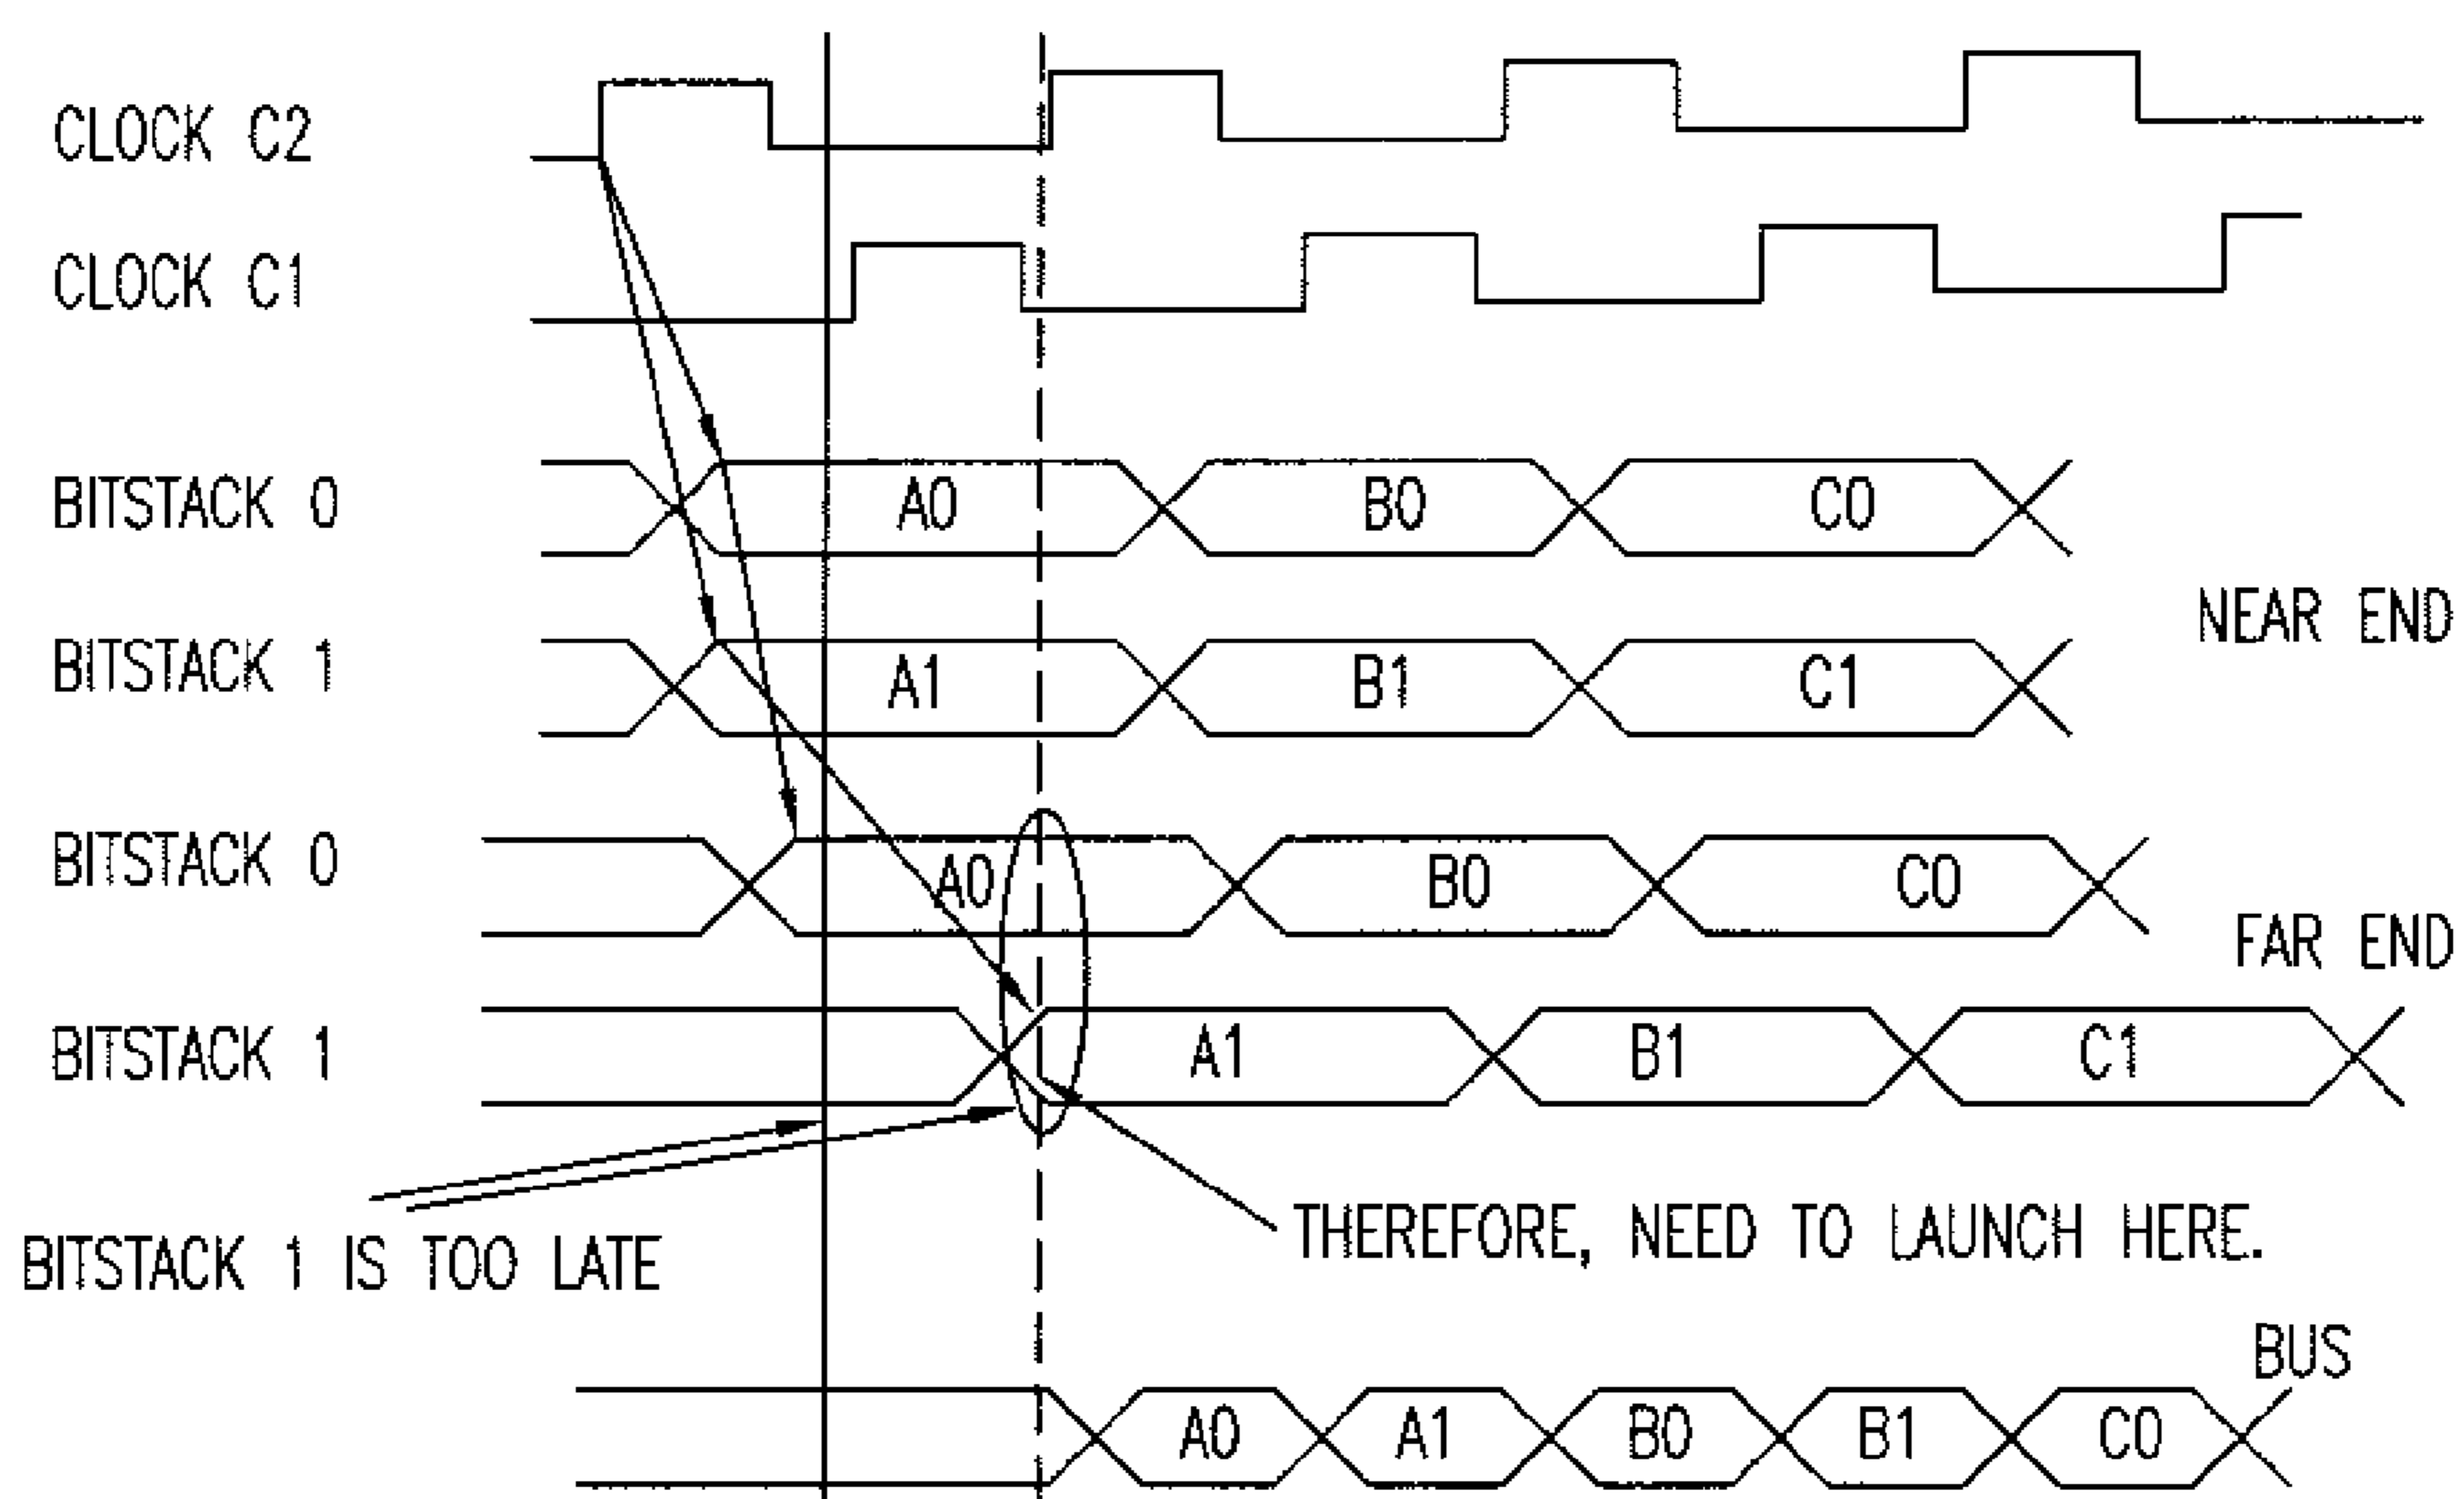 CLOCK C2
CLOCK C1
BITSTACK 0
A0 B0 C0
NEAR END
BITSTACK 1
A1 B1 C1
BITSTACK 0
A0 B0 C0
FAR END
BITSTACK 1
A1 B1 C1
BITSTACK 1 IS TOO LATE
THEREFORE, NEED TO LAUNCH HERE.
BUS
A0 A1 B0 B1 C0